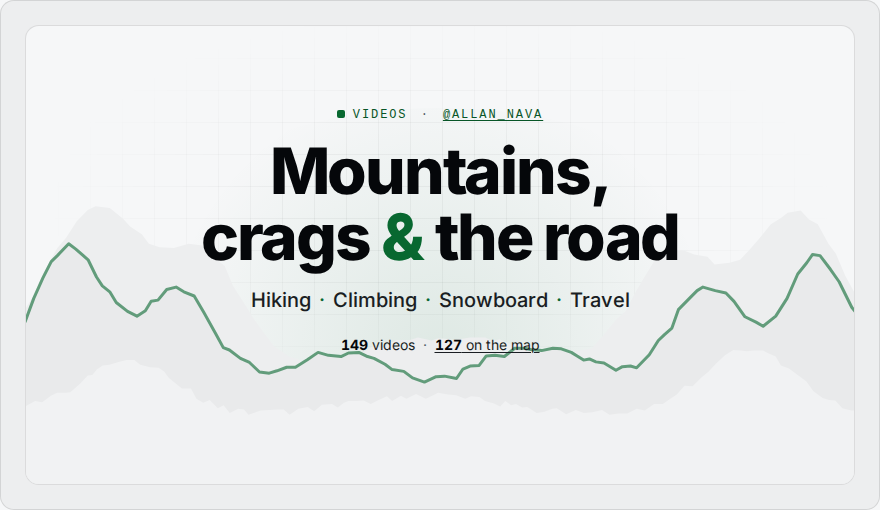 VIDEOS · @ALLAN_NAVA
Mountains,
crags & the road
Hiking · Climbing · Snowboard · Travel
149 videos · 127 on the map